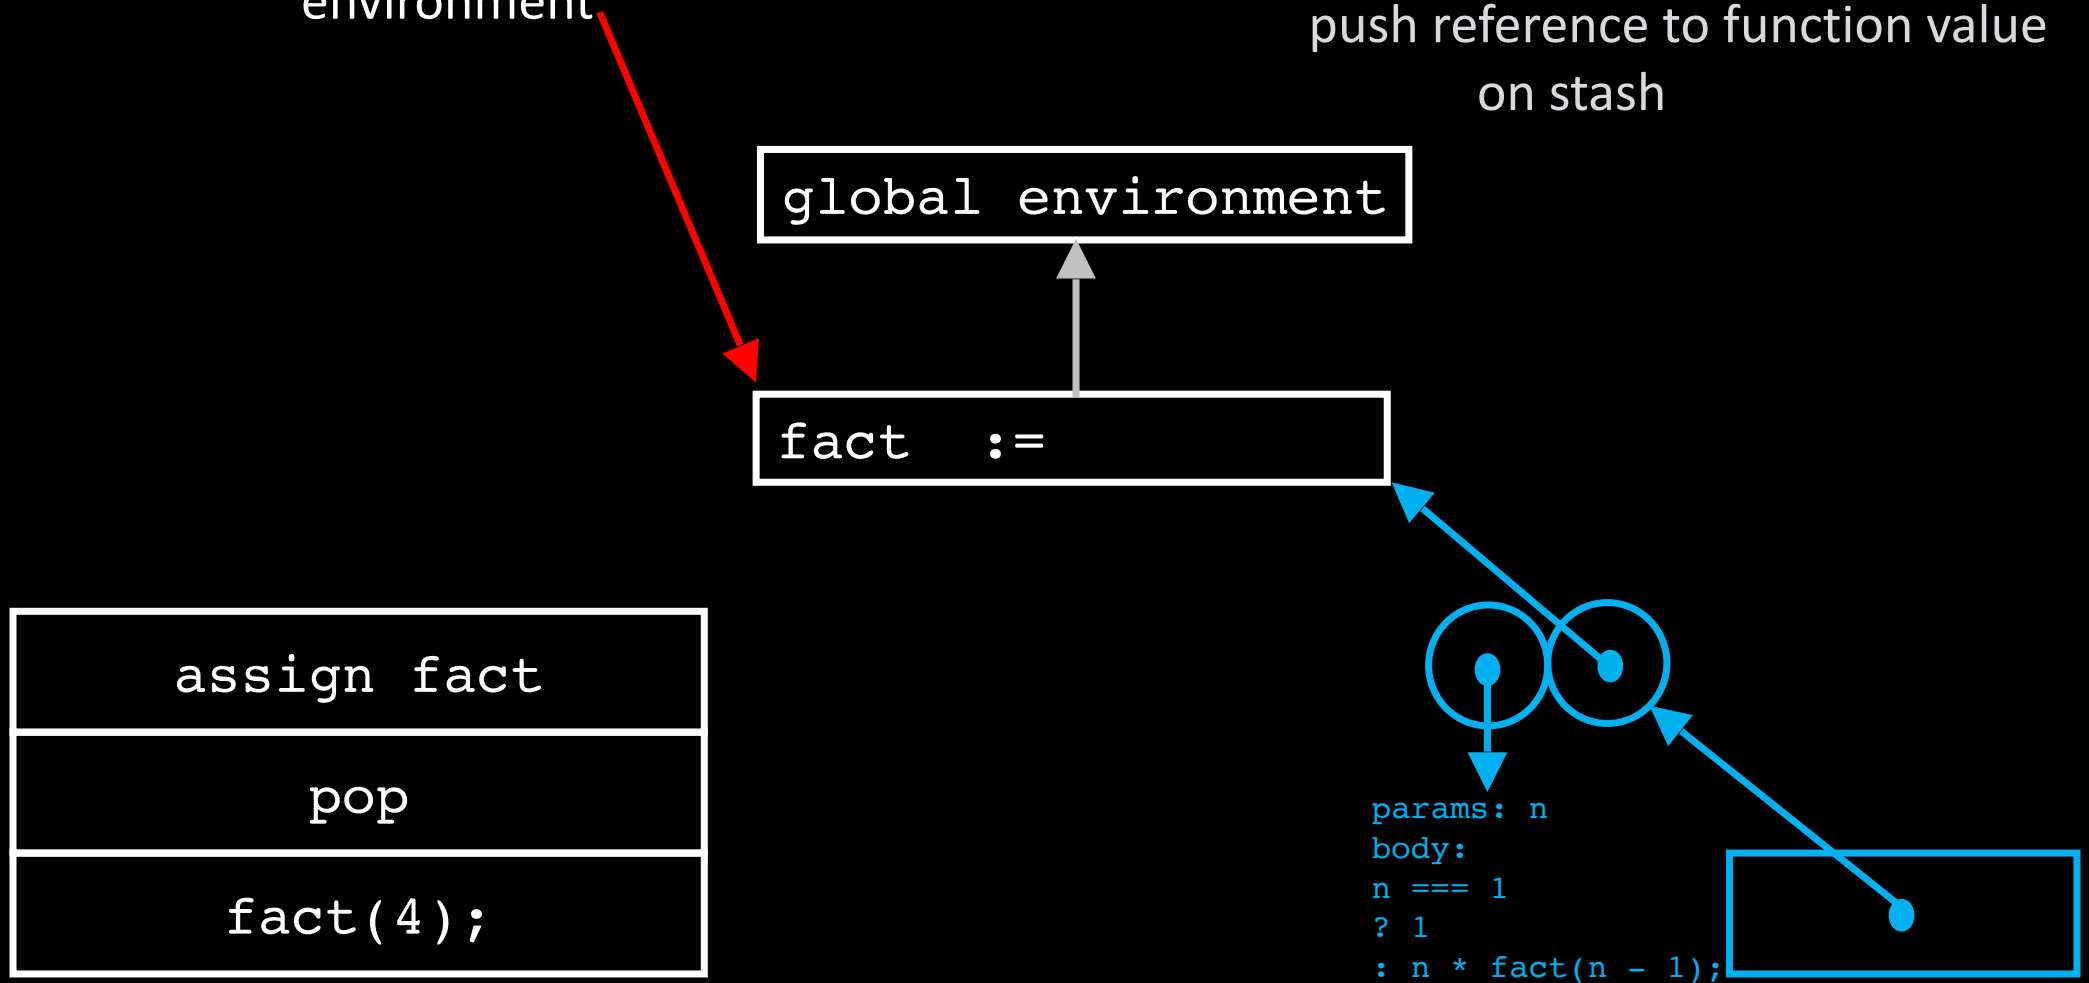 environment
push reference to function value
on stash
global environment
fact :=
assign fact
pop
fact(4);
params: n
body:
n === 1
? 1
: n * fact(n - 1);